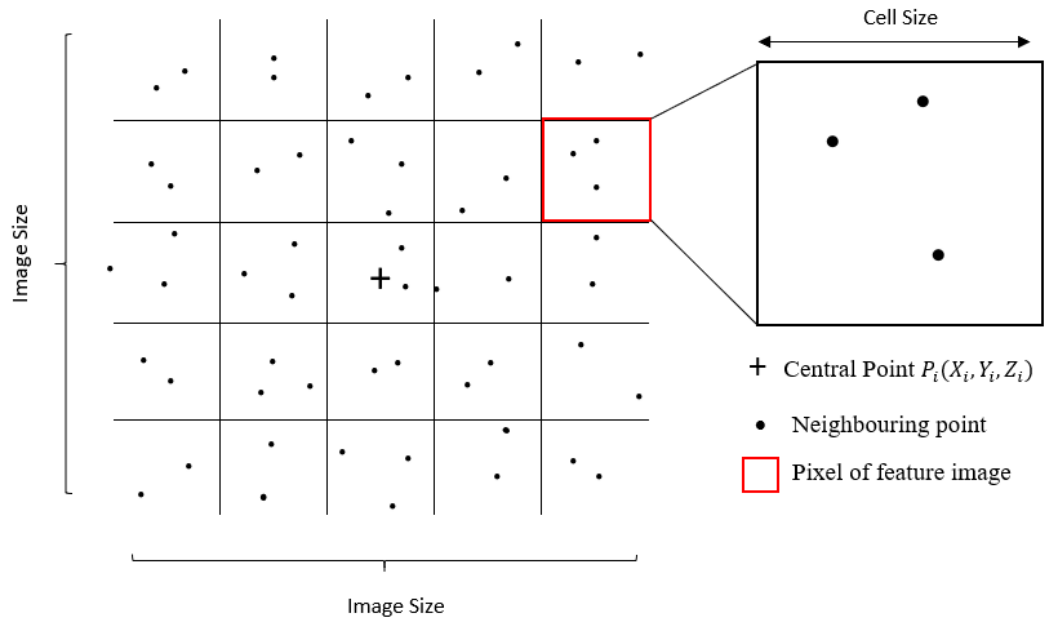 Cell Size
Image Size
Central Point P_i(X_i, Y_i, Z_i)
Neighbouring point
Pixel of feature image
Image Size